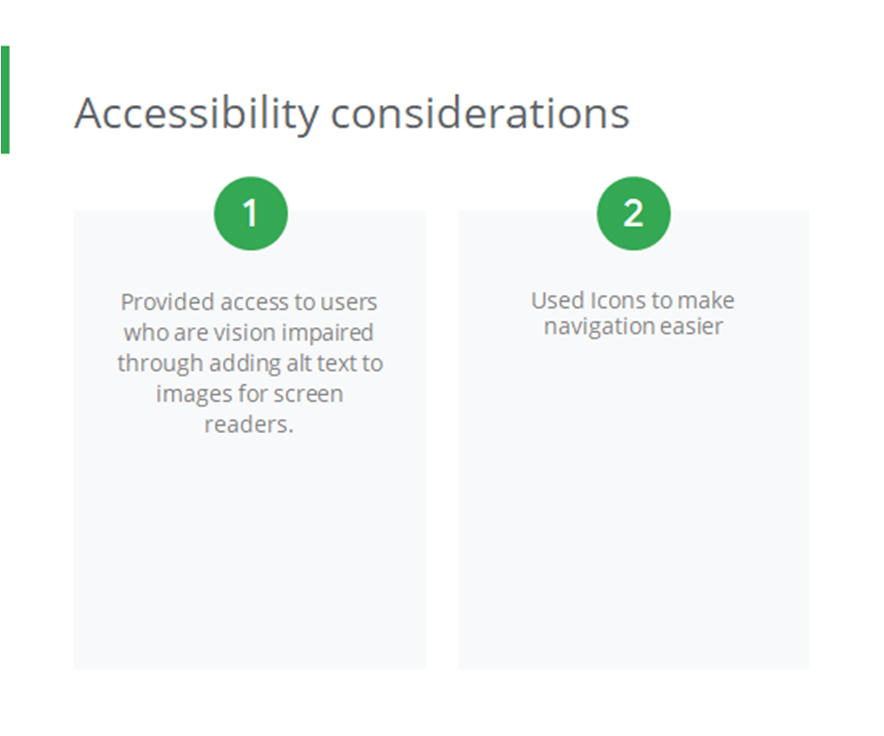 Accessibility considerations
1
Provided access to users
who are vision impaired
through adding alt text to
images for screen
readers.
2
Used Icons to make
navigation easier